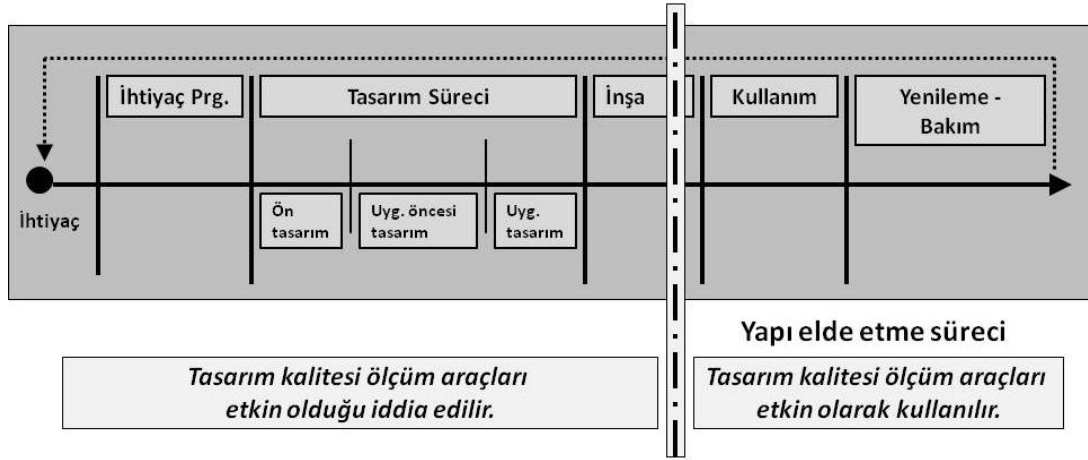 İhtiyaç Prg.
Tasarım Süreci
İnşa
Kullanım
Yenileme -
Bakım
İhtiyaç
Ön
tasarım
Uyg. öncesi
tasarım
Uyg.
tasarım
Yapı elde etme süreci
Tasarım kalitesi ölçüm araçları
etkin olduğu iddia edilir.
Tasarım kalitesi ölçüm araçları
etkin olarak kullanılır.